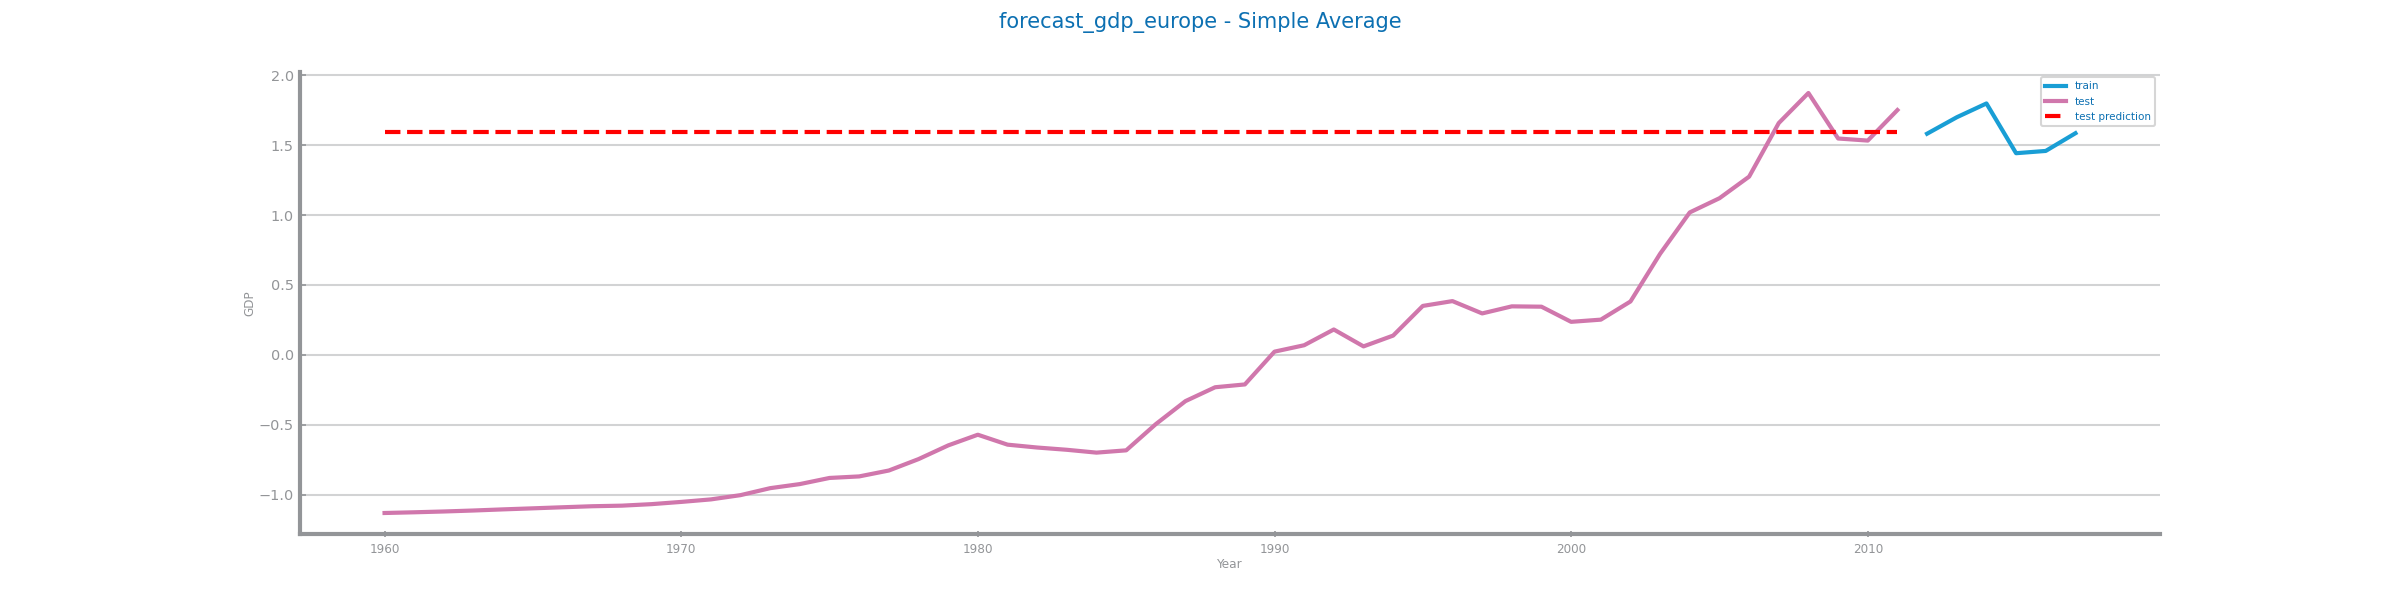 forecast_gdp_europe - Simple Average
2.0
1.5
1.0
0.5
0.0
−0.5
−1.0
GDP
train
test
test prediction
1960 1970 1980 1990 2000 2010
Year